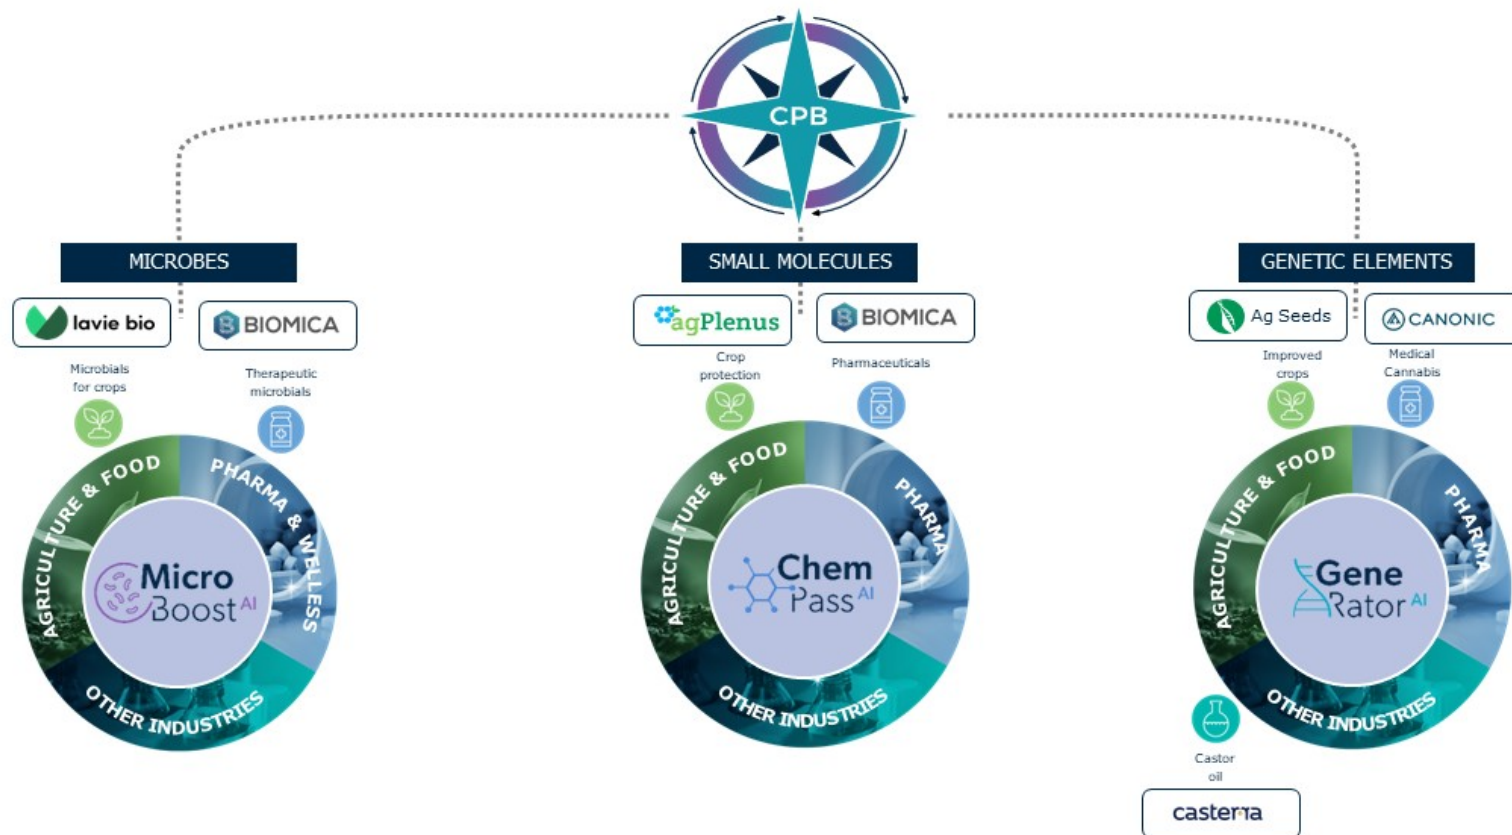 CPB
MICROBES
lavie bio
BIOMICA
Microbials
for crops
Therapeutic
microbials
AGRICULTURE & FOOD
PHARMA & WELLESS
OTHER INDUSTRIES
Micro
Boost AI
SMALL MOLECULES
agPlenus
BIOMICA
Crop
protection
Pharmaceuticals
AGRICULTURE & FOOD
PHARMA
OTHER INDUSTRIES
Chem
Pass AI
GENETIC ELEMENTS
Ag Seeds
CANONIC
Improved
crops
Medical
Cannabis
AGRICULTURE & FOOD
PHARMA
OTHER INDUSTRIES
Gene
Rator AI
Castor
oil
casterra